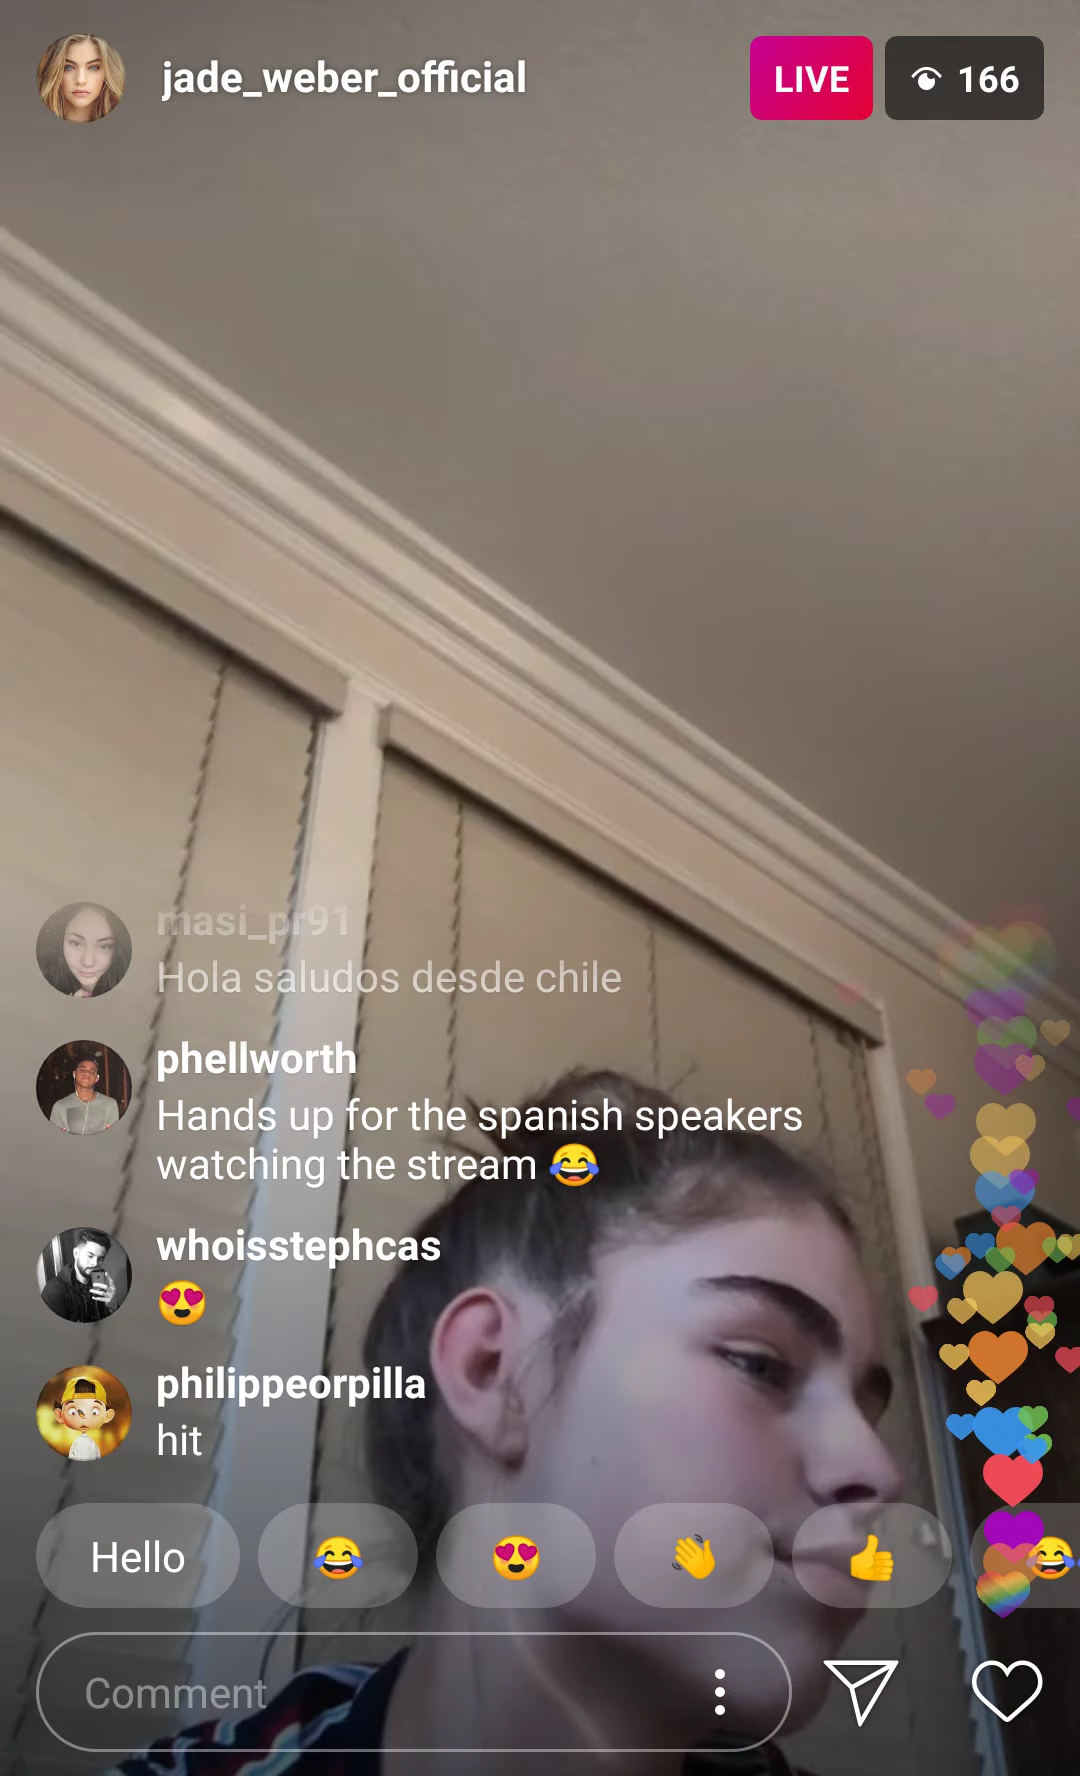 jade_weber_official
LIVE
166
masi_pr91
Hola saludos desde chile
phellworth
Hands up for the spanish speakers
watching the stream 😂
whoisstephcas
😍
philippeorpilla
hit
Hello 😂 😍 👋 👍 😂
Comment